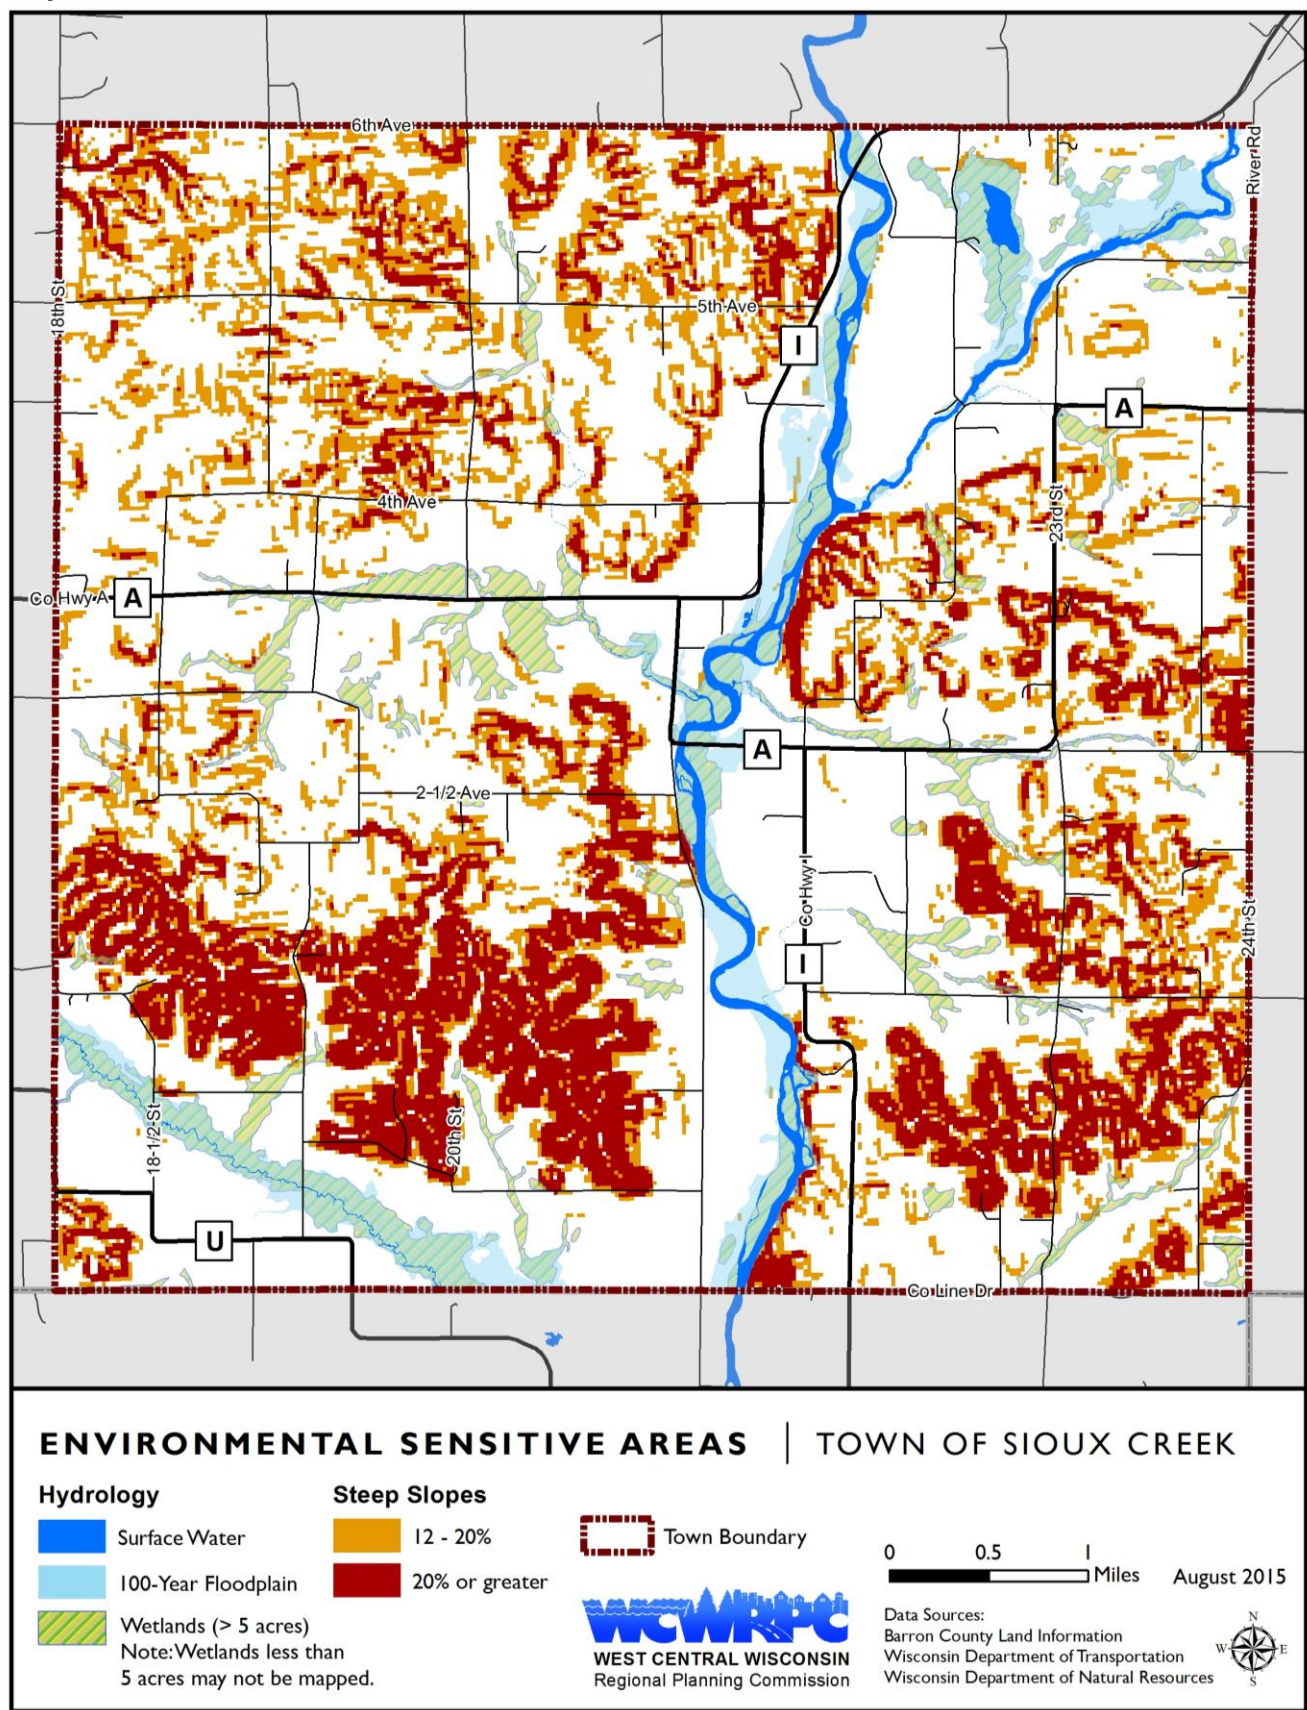 6th Ave
River Rd
18th St
5th Ave
I
A
23rd St
4th Ave
Co Hwy A
A
A
2-1/2 Ave
Co Hwy I
24th St
I
18-1/2 St
20th St
U
Co Line Dr
ENVIRONMENTAL SENSITIVE AREAS | TOWN OF SIOUX CREEK
Hydrology
Surface Water
100-Year Floodplain
Wetlands (> 5 acres)
Note: Wetlands less than
5 acres may not be mapped.
Steep Slopes
12 - 20%
20% or greater
Town Boundary
WCWRPC
WEST CENTRAL WISCONSIN
Regional Planning Commission
0 0.5 1
Miles
August 2015
Data Sources:
Barron County Land Information
Wisconsin Department of Transportation
Wisconsin Department of Natural Resources
N
W E
S